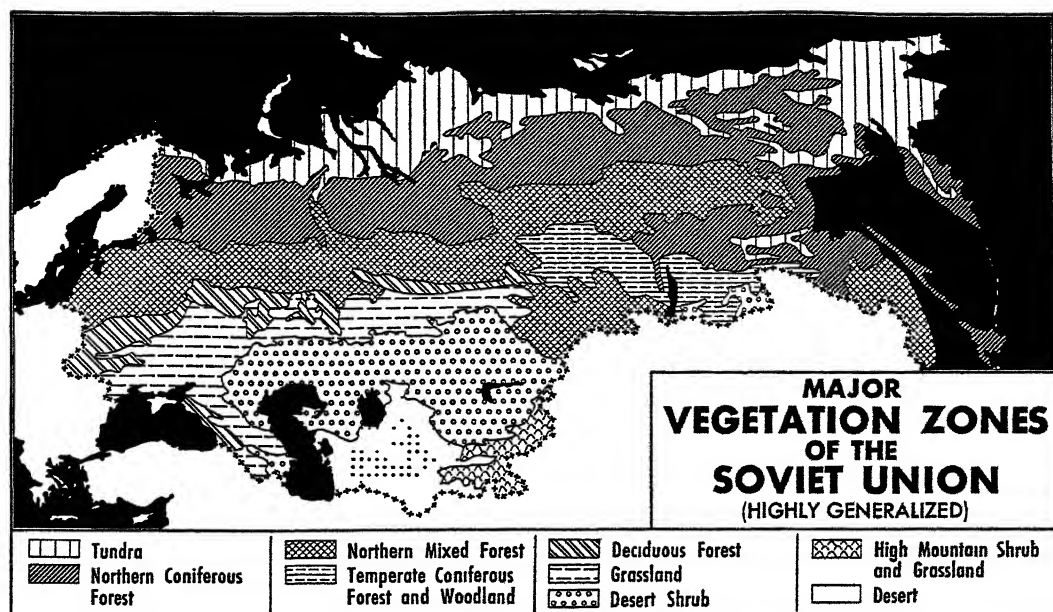 MAJOR
VEGETATION ZONES
OF THE
SOVIET UNION
(HIGHLY GENERALIZED)
Tundra
Northern Coniferous
Forest
Northern Mixed Forest
Temperate Coniferous
Forest and Woodland
Deciduous Forest
Grassland
Desert Shrub
High Mountain Shrub
and Grassland
Desert